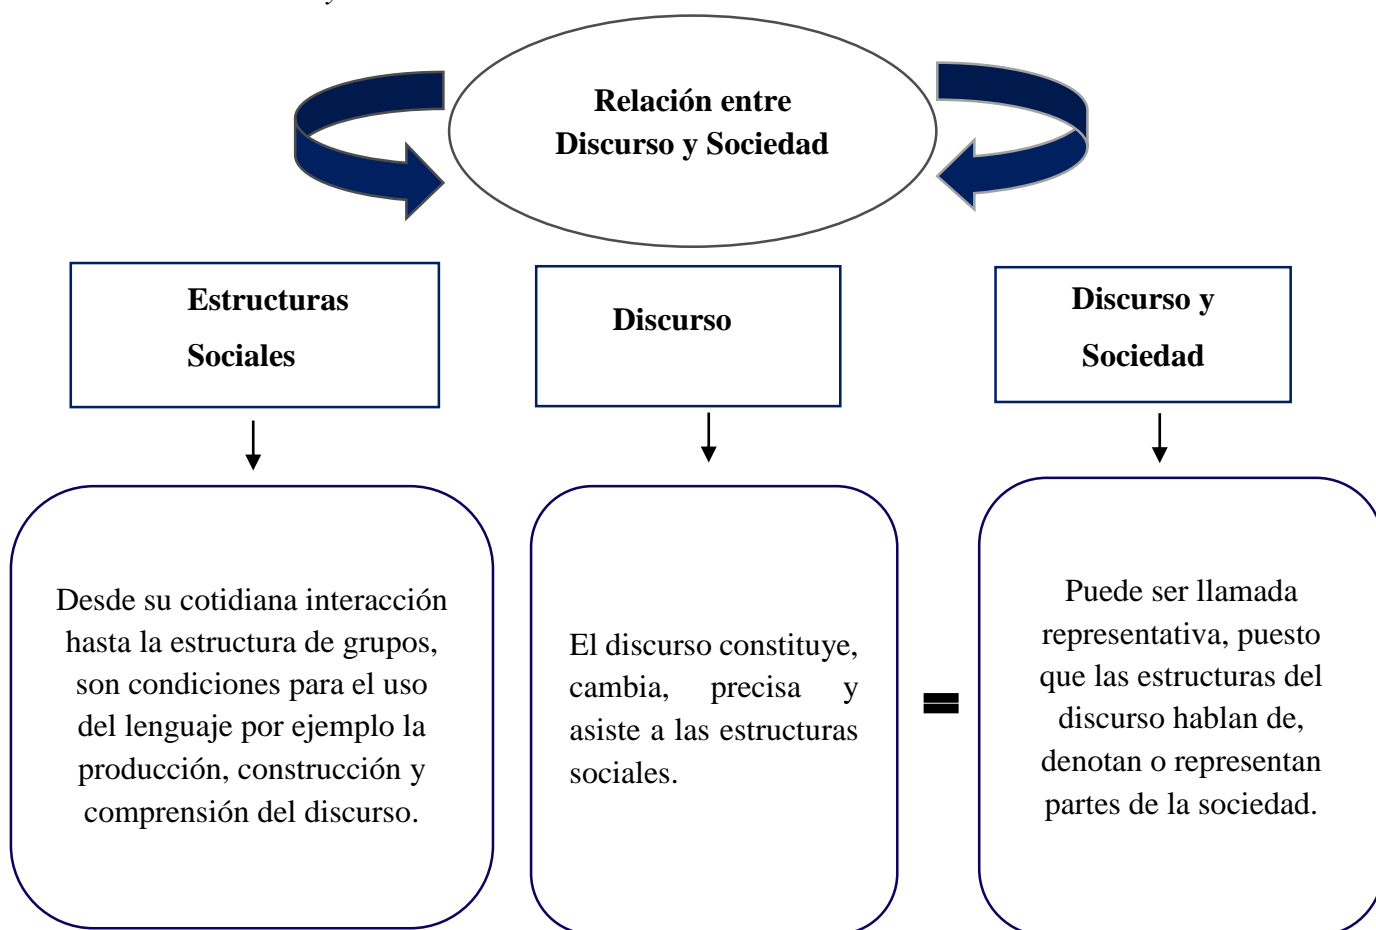 y
Relación entre
Discurso y Sociedad
Estructuras
Sociales
Discurso
Discurso y
Sociedad
Desde su cotidiana interacción
hasta la estructura de grupos,
son condiciones para el uso
del lenguaje por ejemplo la
producción, construcción y
comprensión del discurso.
El discurso constituye,
cambia, precisa y
asiste a las estructuras
sociales.
=
Puede ser llamada
representativa, puesto
que las estructuras del
discurso hablan de,
denotan o representan
partes de la sociedad.